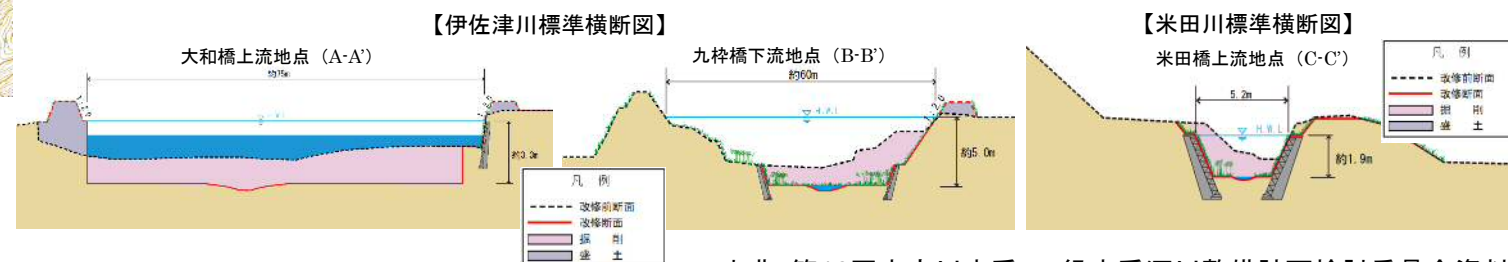 【伊佐津川標準横断図】
大和橋上流地点（A-A’）
約75m
H.W.L
約3.3m
九枠橋下流地点（B-B’）
約60m
H.W.L
1:2.0
約5.0m
凡 例
改修前断面
改修断面
掘 削
盛 土
【米田川標準横断図】
米田橋上流地点（C-C’）
5.2m
H.W.L
約1.9m
凡 例
改修前断面
改修断面
掘 削
盛 土